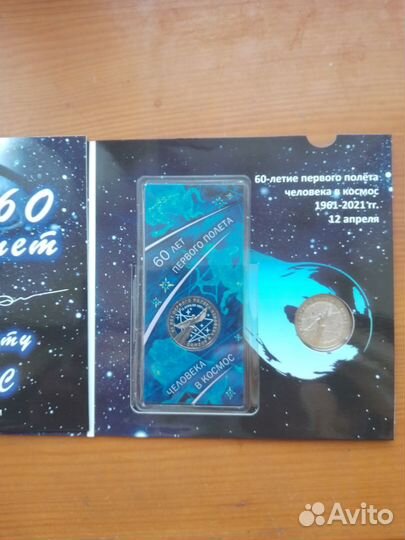 60
лет
ту
С
60-летие первого полёта
человека в космос
1961-2021 гг.
12 апреля
60 ЛЕТ
ПЕРВОГО ПОЛЕТА
ЧЕЛОВЕКА
В КОСМОС
Avito